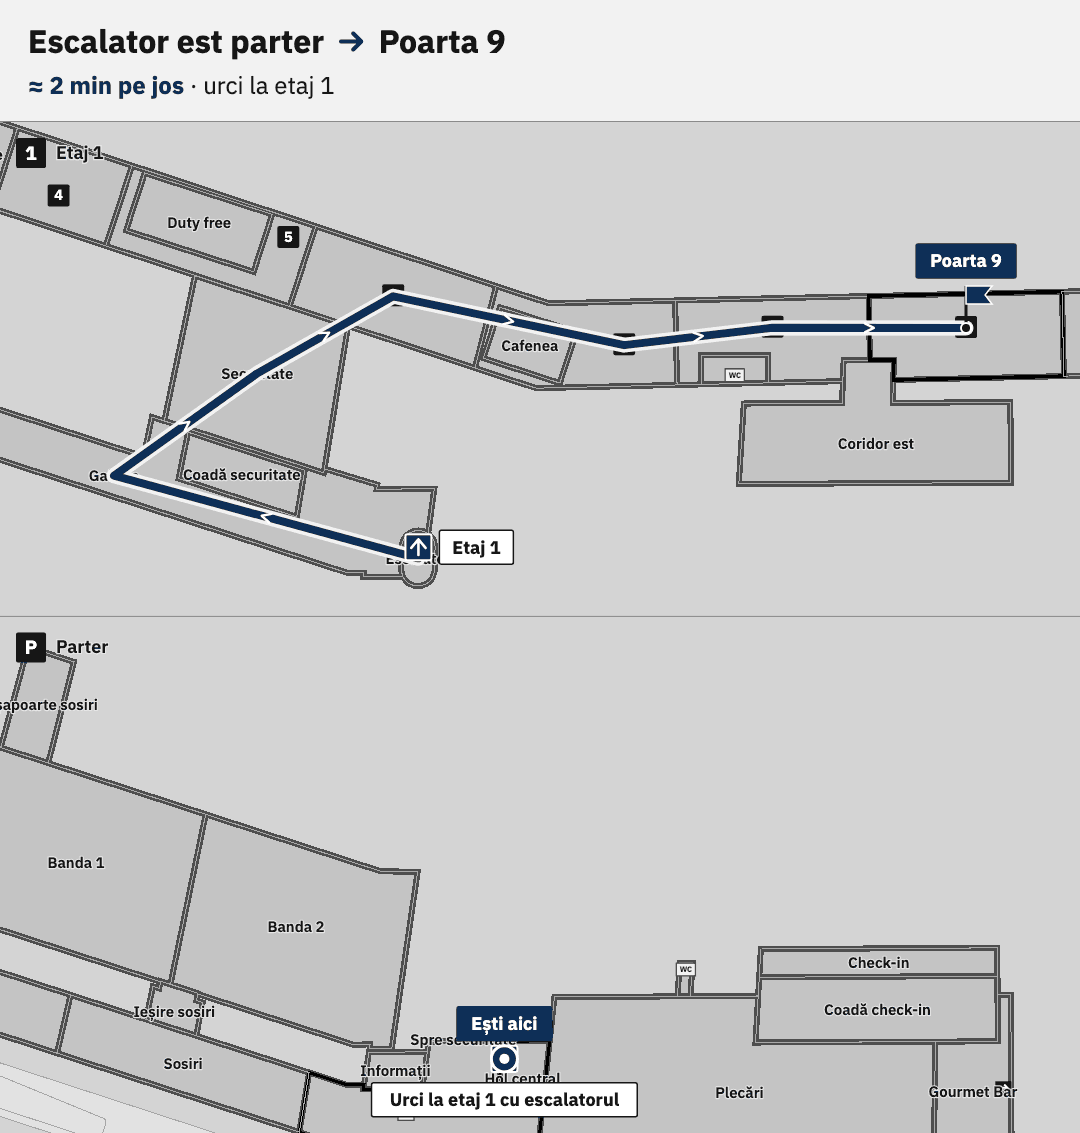 Escalator est parter → Poarta 9
≈ 2 min pe jos · urci la etaj 1
1 Etaj 1
4
Duty free
5
Poarta 9
Cafenea
WC
Coridor est
Coadă securitate
Etaj 1
P Parter
Banda 1
Banda 2
WC
Check-in
Coadă check-in
Ieșire sosiri
Ești aici
Sosiri
Informații
Hol central
Urci la etaj 1 cu escalatorul
Plecări
Gourmet Bar